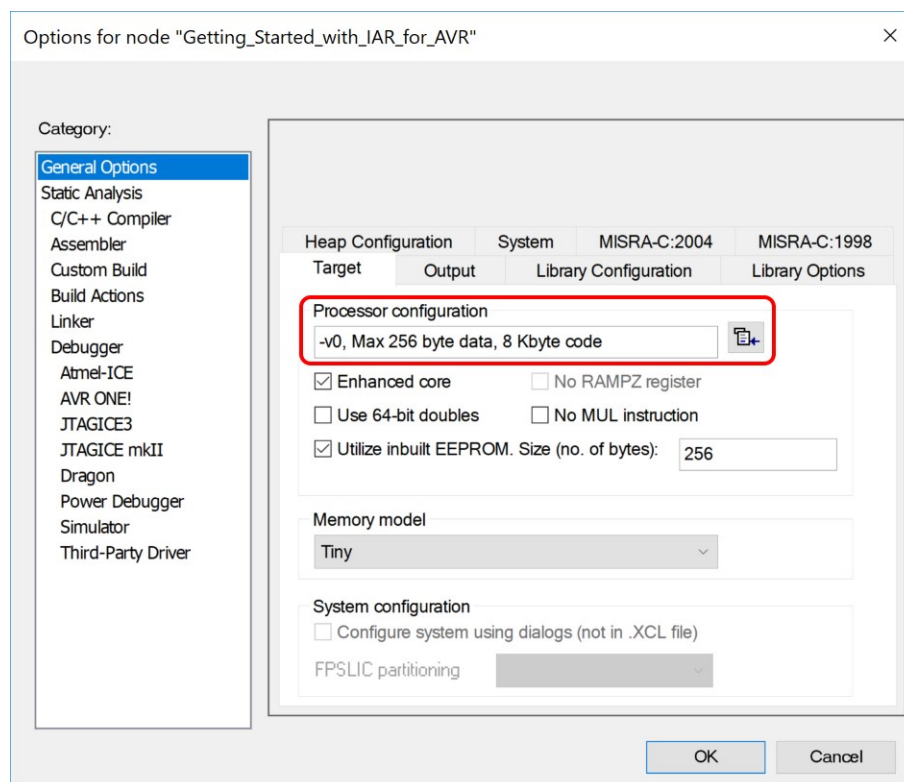 Options for node "Getting_Started_with_IAR_for_AVR"
Category:
General Options
Static Analysis
C/C++ Compiler
Assembler
Custom Build
Build Actions
Linker
Debugger
Atmel-ICE
AVR ONE!
JTAGICE3
JTAGICE mkII
Dragon
Power Debugger
Simulator
Third-Party Driver
Heap Configuration System MISRA-C:2004 MISRA-C:1998
Target Output Library Configuration Library Options
Processor configuration
-v0, Max 256 byte data, 8 Kbyte code
Enhanced core No RAMPZ register
Use 64-bit doubles No MUL instruction
Utilize inbuilt EEPROM. Size (no. of bytes): 256
Memory model
Tiny
System configuration
Configure system using dialogs (not in .XCL file)
FPSLIC partitioning
OK Cancel